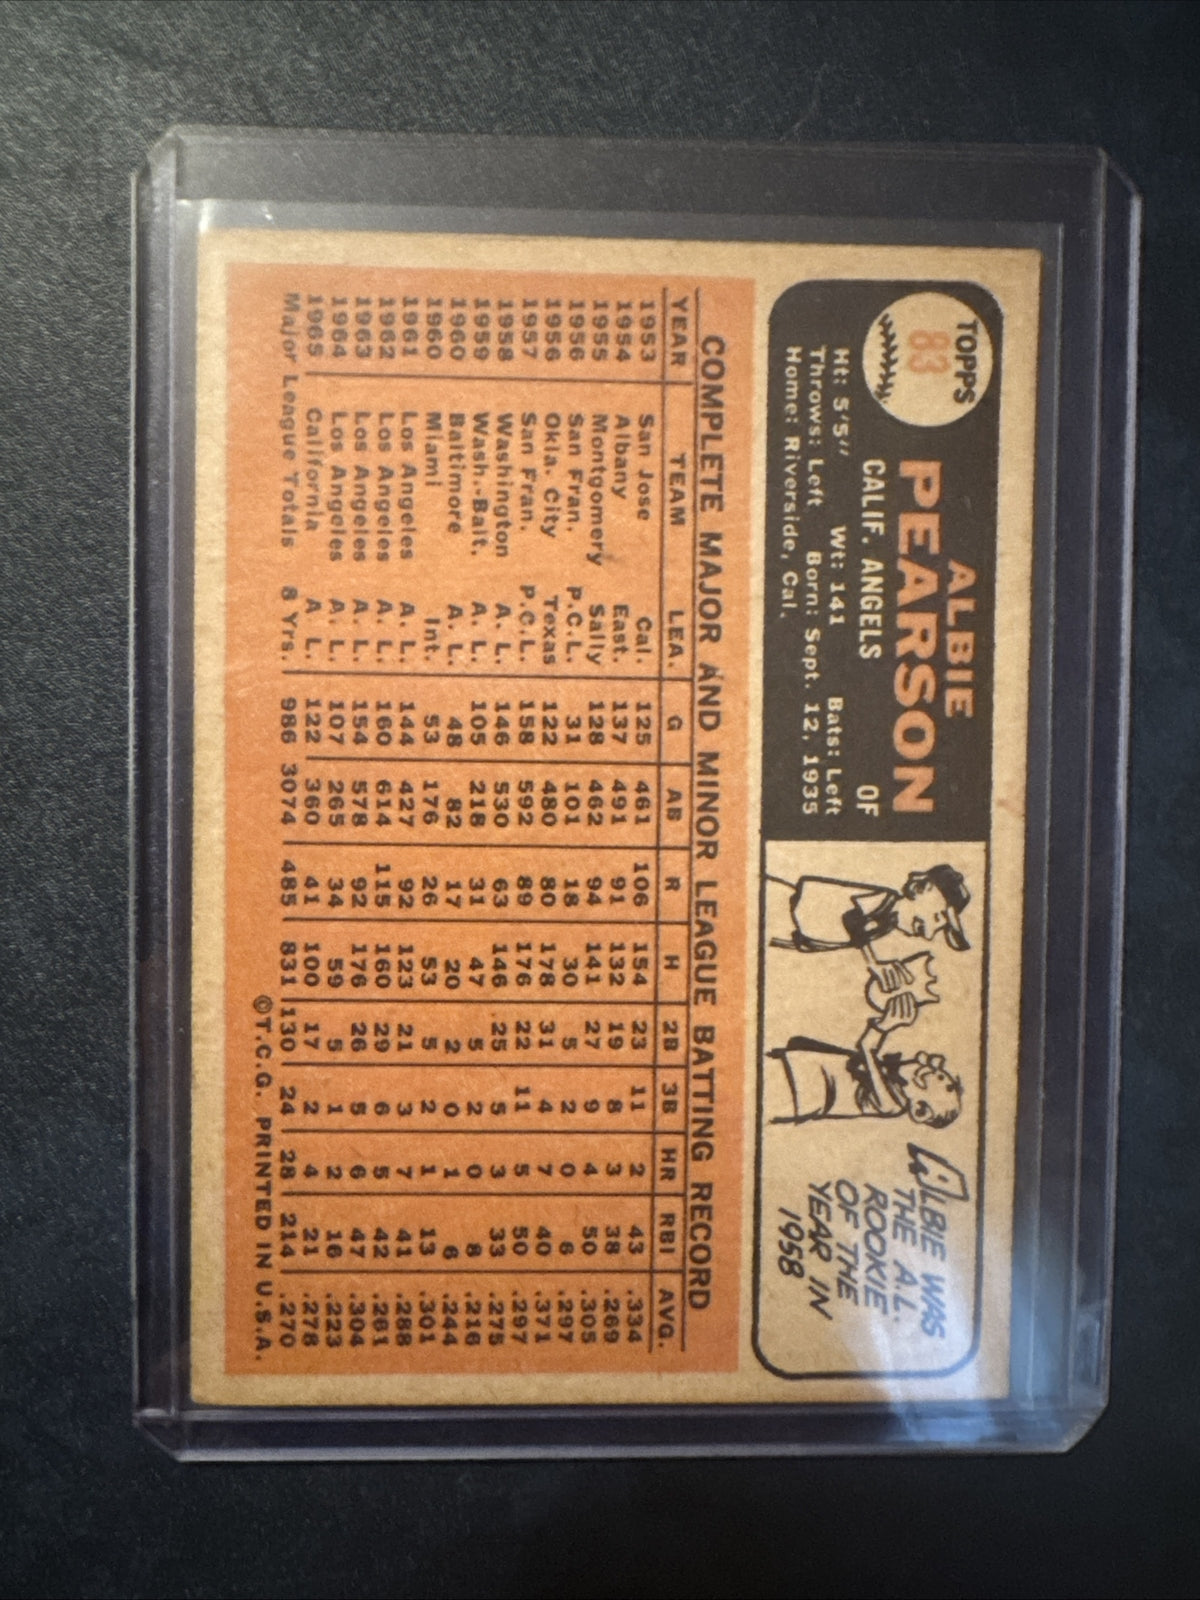 TOPPS
83
ALBIE
PEARSON
CALIF. ANGELS OF
Ht: 5'5" Wt: 141 Bats: Left
Throws: Left Born: Sept. 12, 1935
Home: Riverside, Cal.
ALBIE WAS
THE A.L.
ROOKIE
OF THE
YEAR IN
1958
COMPLETE MAJOR AND MINOR LEAGUE BATTING RECORD
YEAR TEAM LEA. G AB R H 2B 3B HR RBI AVG.
1953 San Jose Cal. 125 461 106 154 23 11 2 43 .334
1954 Albany East. 137 491 91 132 19 8 3 38 .269
1955 Montgomery Sally 128 462 94 141 27 9 4 50 .305
1956 San Fran. P.C.L. 31 101 18 30 5 2 0 6 .297
1956 Okla. City Texas 122 480 80 178 31 4 7 40 .371
1957 San Fran. P.C.L. 158 592 89 176 22 11 5 50 .297
1958 Washington A. L. 146 530 63 146 25 5 3 33 .275
1959 Wash.-Balt. A. L. 105 218 31 47 5 2 0 8 .216
1960 Baltimore A. L. 48 82 17 20 2 0 1 6 .244
1960 Miami Int. 53 176 26 53 5 2 1 13 .301
1961 Los Angeles A. L. 144 427 92 123 21 3 7 41 .288
1962 Los Angeles A. L. 160 614 115 160 29 6 5 42 .261
1963 Los Angeles A. L. 154 578 92 176 26 5 6 47 .304
1964 Los Angeles A. L. 107 265 34 59 5 1 2 16 .223
1965 California A. L. 122 360 41 100 17 2 4 21 .278
Major League Totals 8 Yrs. 986 3074 485 831 130 24 28 214 .270
©T.C.G. PRINTED IN U.S.A.